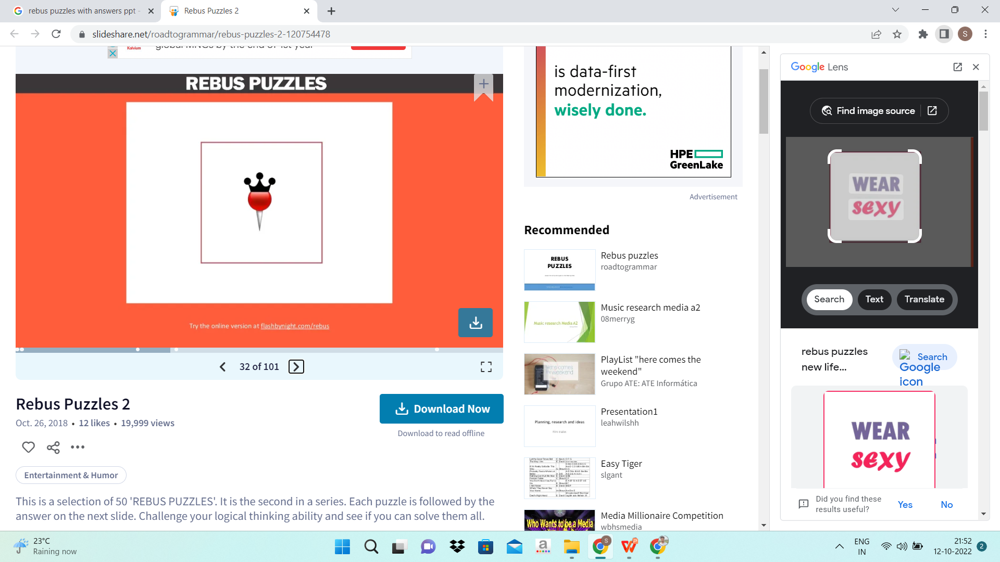 rebus puzzles with answers ppt -
Rebus Puzzles 2
slideshare.net/roadtogrammar/rebus-puzzles-2-120754478
S
Kalvium
REBUS PUZZLES
Try the online version at flashbynight.com/rebus
32 of 101
Rebus Puzzles 2
Oct. 26, 2018 • 12 likes • 19,999 views
Download Now
Download to read offline
Entertainment & Humor
This is a selection of 50 'REBUS PUZZLES'. It is the second in a series. Each puzzle is followed by the
answer on the next slide. Challenge your logical thinking ability and see if you can solve them all.
is data-first
modernization,
wisely done.
HPE
GreenLake
Advertisement
Recommended
REBUS
PUZZLES
Rebus puzzles
roadtogrammar
Music research Media A2
Music research media a2
08merryg
Here comes
the weekend
PlayList "here comes the
weekend"
Grupo ATE: ATE Informática
Planning, research and ideas
Film trailer.
Presentation1
leahwilshh
Easy Tiger
slgant
Who Wants to be a Media
Media Millionaire Competition
wbhsmedia
Google Lens
Find image source
WEAR
sexy
Search
Text
Translate
rebus puzzles
new life...
Search
Google
icon
WEAR
sexy
Did you find these
results useful?
Yes
No
23°C
Raining now
ENG
IN
21:52
12-10-2022
2